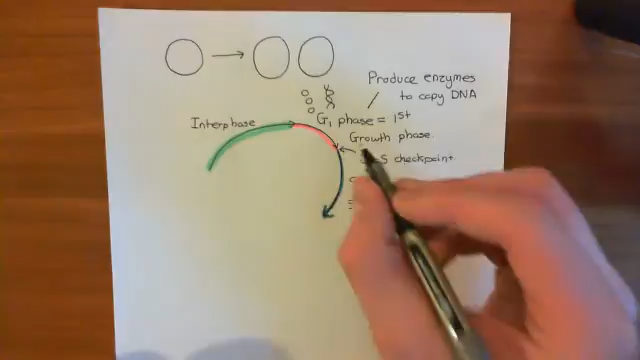 Produce enzymes
to copy DNA
Interphase
G₁ phase = 1st
Growth phase
S checkpoint